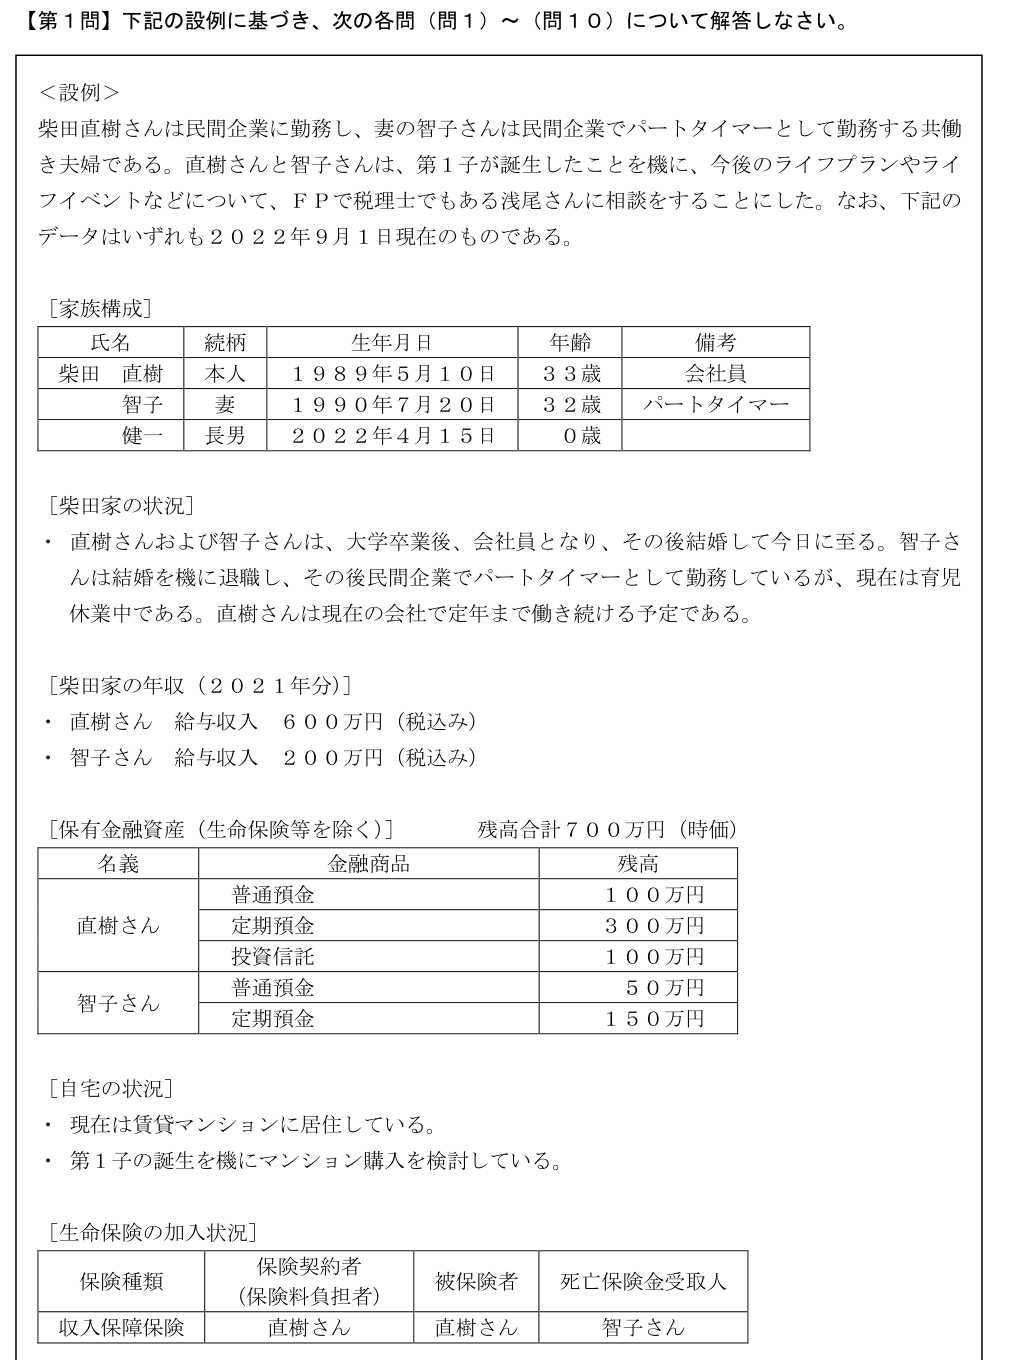 【第１問】下記の設例に基づき、次の各問（問１）～（問１０）について解答しなさい。
＜設例＞
柴田直樹さんは民間企業に勤務し、妻の智子さんは民間企業でパートタイマーとして勤務する共働
き夫婦である。直樹さんと智子さんは、第１子が誕生したことを機に、今後のライフプランやライ
フイベントなどについて、ＦＰで税理士でもある浅尾さんに相談をすることにした。なお、下記の
データはいずれも２０２２年９月１日現在のものである。
［家族構成］
氏名 続柄 生年月日 年齢 備考
柴田　直樹 本人 １９８９年５月１０日 ３３歳 会社員
智子 妻 １９９０年７月２０日 ３２歳 パートタイマー
健一 長男 ２０２２年４月１５日 ０歳
［柴田家の状況］
・ 直樹さんおよび智子さんは、大学卒業後、会社員となり、その後結婚して今日に至る。智子さ
んは結婚を機に退職し、その後民間企業でパートタイマーとして勤務しているが、現在は育児
休業中である。直樹さんは現在の会社で定年まで働き続ける予定である。
［柴田家の年収（２０２１年分）］
・ 直樹さん　給与収入　６００万円（税込み）
・ 智子さん　給与収入　２００万円（税込み）
［保有金融資産（生命保険等を除く）］　残高合計７００万円（時価）
名義 金融商品 残高
直樹さん 普通預金 １００万円
定期預金 ３００万円
投資信託 １００万円
智子さん 普通預金 ５０万円
定期預金 １５０万円
［自宅の状況］
・ 現在は賃貸マンションに居住している。
・ 第１子の誕生を機にマンション購入を検討している。
［生命保険の加入状況］
保険種類 保険契約者 被保険者 死亡保険金受取人
（保険料負担者）
収入保障保険 直樹さん 直樹さん 智子さん